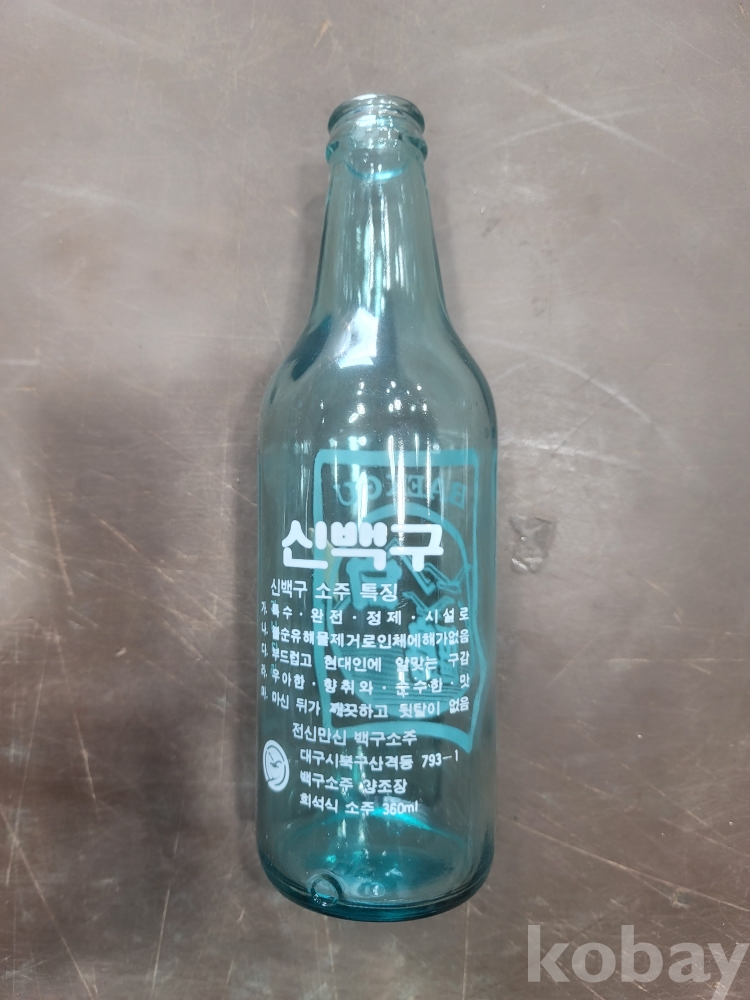 신백구
신백구 소주 특징
가. 특수·완전·정제·시설로
나. 불순유해물제거로인체에해가없음
다. 부드럽고 현대인에 알맞는 구감
라. 우아한·향취와·순수한·맛
마. 마신 뒤가 깨끗하고 뒷탈이 없음
전신만신 백구소주
대구시북구산격동 793-1
백구소주 양조장
희석식 소주 360ml
BAEKGU
kobay